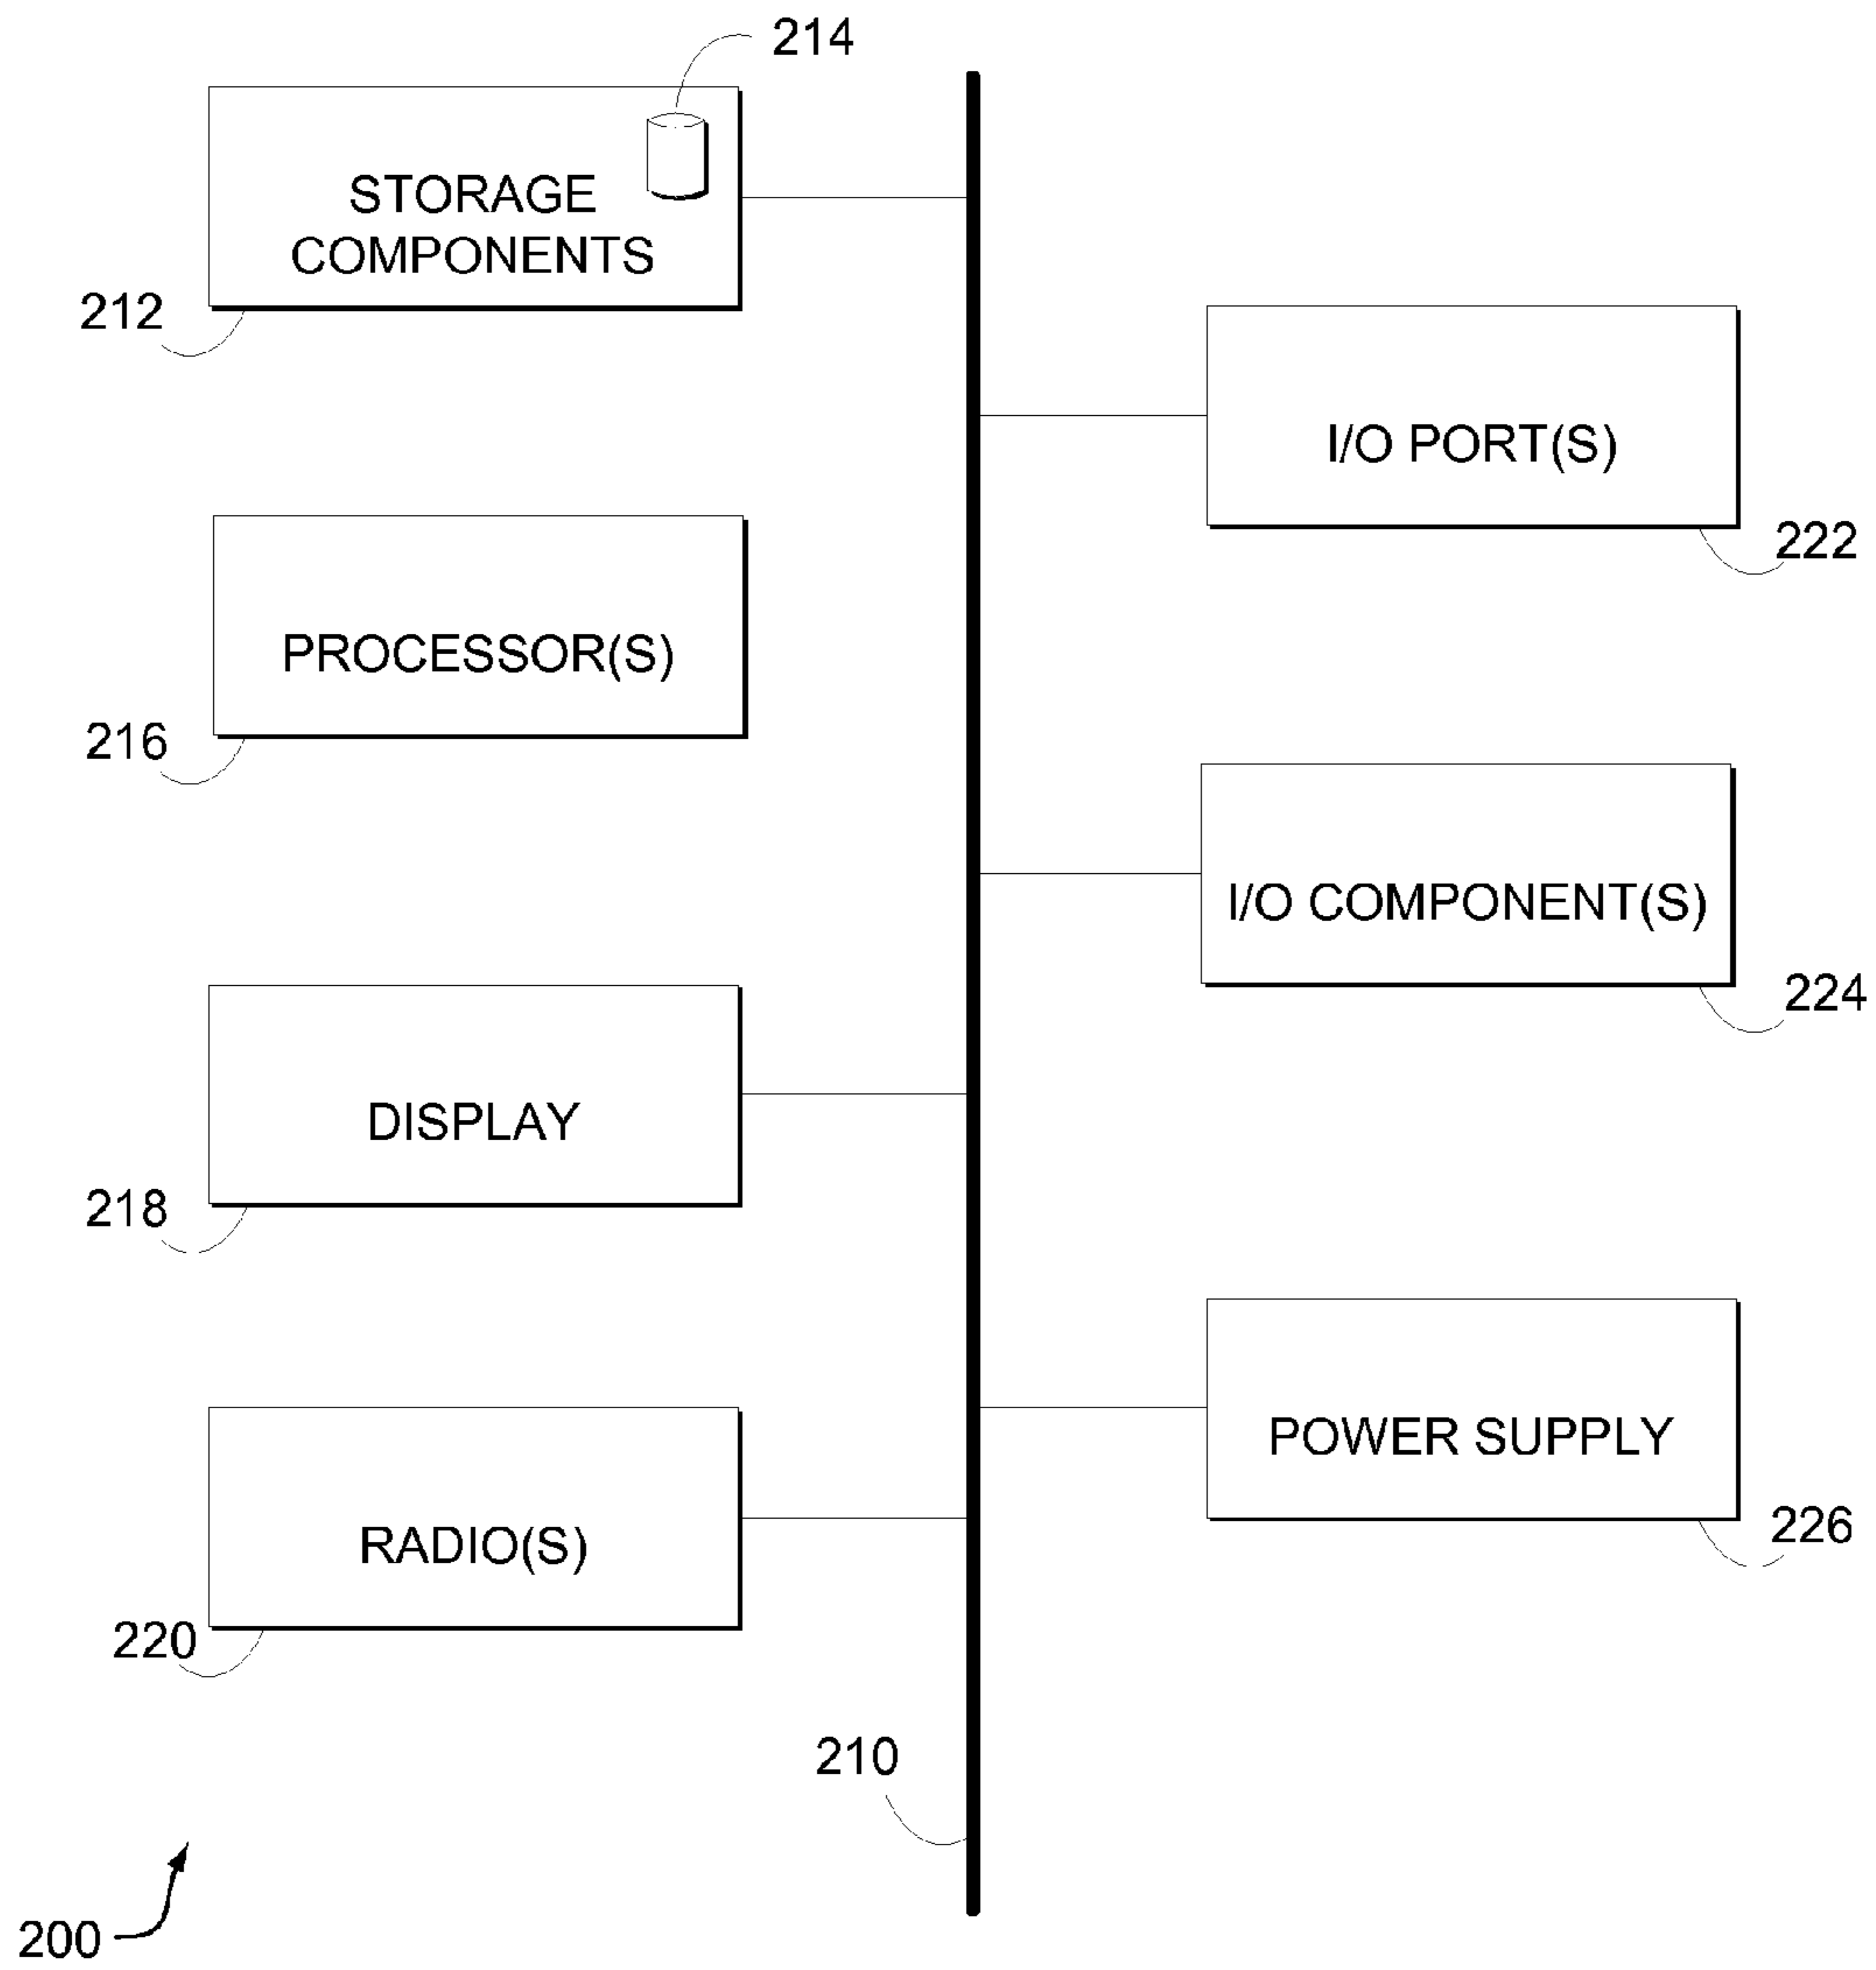 214
STORAGE
COMPONENTS
212
I/O PORT(S)
222
PROCESSOR(S)
216
I/O COMPONENT(S)
224
DISPLAY
218
POWER SUPPLY
226
RADIO(S)
220
210
200